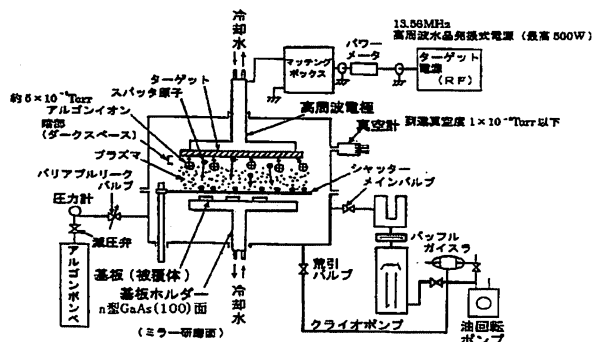 冷却水
13.56MHz
高周波水晶発振式電源(最高500W)
パワー
メータ
マッチング
ボックス
ターゲット
電源
(RF)
ターゲット
スパッタ原子
約5×10⁻³Torr
アルゴンイオン
暗部
(ダークスペース)
プラズマ
高周波電極
真空計
到達真空度 1×10⁻⁶Torr以下
バリアブルリーク
バルブ
圧力計
減圧弁
アルゴンボンベ
シャッター
メインバルブ
バッフル
ガイスラ
基板(被覆体)
基板ホルダー
n型GaAs(100)面
(ミラー研磨面)
冷却水
荒引
バルブ
クライオポンプ
油回転
ポンプ